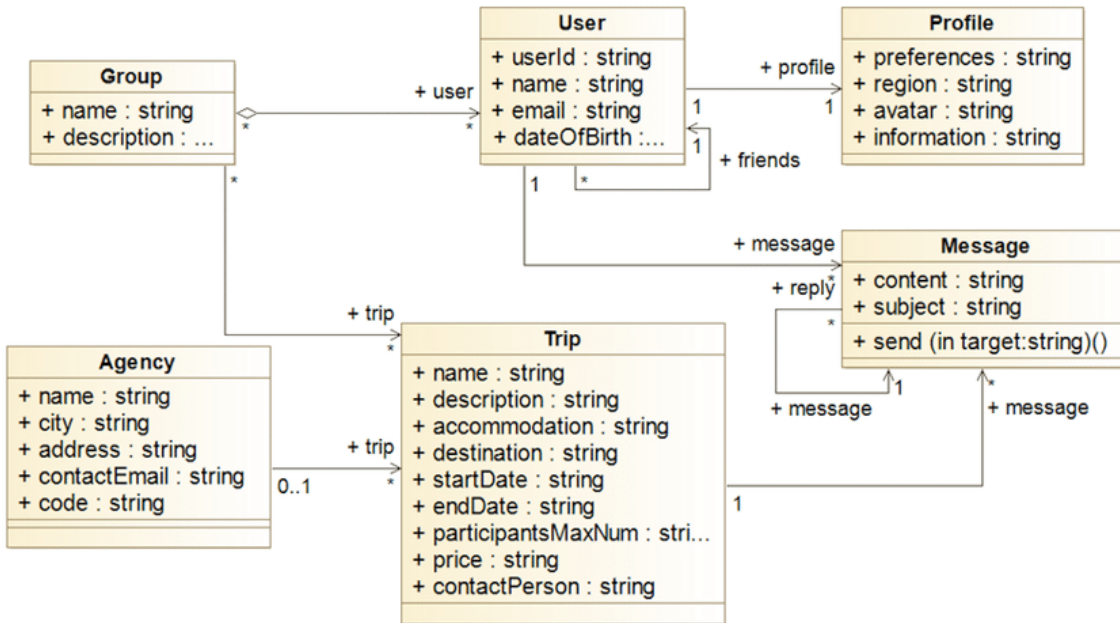 Group
+ name : string
+ description : ...
*
+ user
*
User
+ userId : string
+ name : string
+ email : string
+ dateOfBirth :...
1
+ profile
1
Profile
+ preferences : string
+ region : string
+ avatar : string
+ information : string
1
+ friends
*
1
+ message
*
Message
+ content : string
+ subject : string
+ send (in target:string)()
+ reply
*
1
+ message
*
+ trip
*
Agency
+ name : string
+ city : string
+ address : string
+ contactEmail : string
+ code : string
0..1
+ trip
*
Trip
+ name : string
+ description : string
+ accommodation : string
+ destination : string
+ startDate : string
+ endDate : string
+ participantsMaxNum : stri...
+ price : string
+ contactPerson : string
1
*
+ message